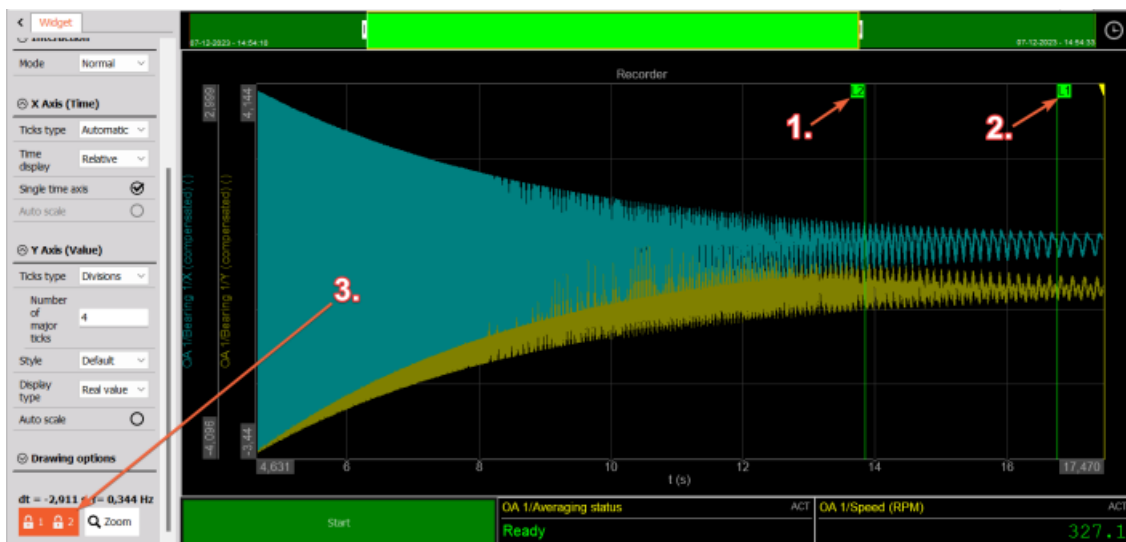 Widget
Interaction
Mode Normal
X Axis (Time)
Ticks type Automatic
Time display Relative
Single time axis
Auto scale
Y Axis (Value)
Ticks type Divisions
Number of major ticks 4
Style Default
Display type Real value
Auto scale
Drawing options
dt = -2,911 = 0,344 Hz
1 2 Zoom
07-12-2023 - 14:54:10
07-12-2023 - 14:54:33
Recorder
2,999 4,144
OA 1/Bearing 1/X (compensated) ()
OA 1/Bearing 1/Y (compensated) ()
-4,096 -3,44
L2 L1
1. 2.
3.
4,631 6 8 10 12 14 16 17,470
t (s)
Start
OA 1/Averaging status ACT
Ready
OA 1/Speed (RPM) ACT
327.1